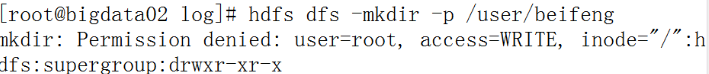 [root@bigdata02 log]# hdfs dfs -mkdir -p /user/beifeng
mkdir: Permission denied: user=root, access=WRITE, inode="/":h
dfs:supergroup:drwxr-xr-x